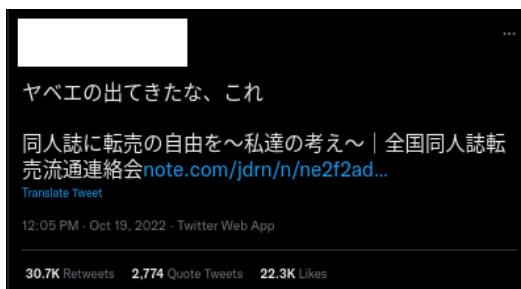 ヤベエの出てきたな、これ
同人誌に転売の自由を〜私達の考え〜｜全国同人誌転
売流通連絡会note.com/jdrn/n/ne2f2ad...
Translate Tweet
12:05 PM · Oct 19, 2022 · Twitter Web App
30.7K Retweets 2,774 Quote Tweets 22.3K Likes